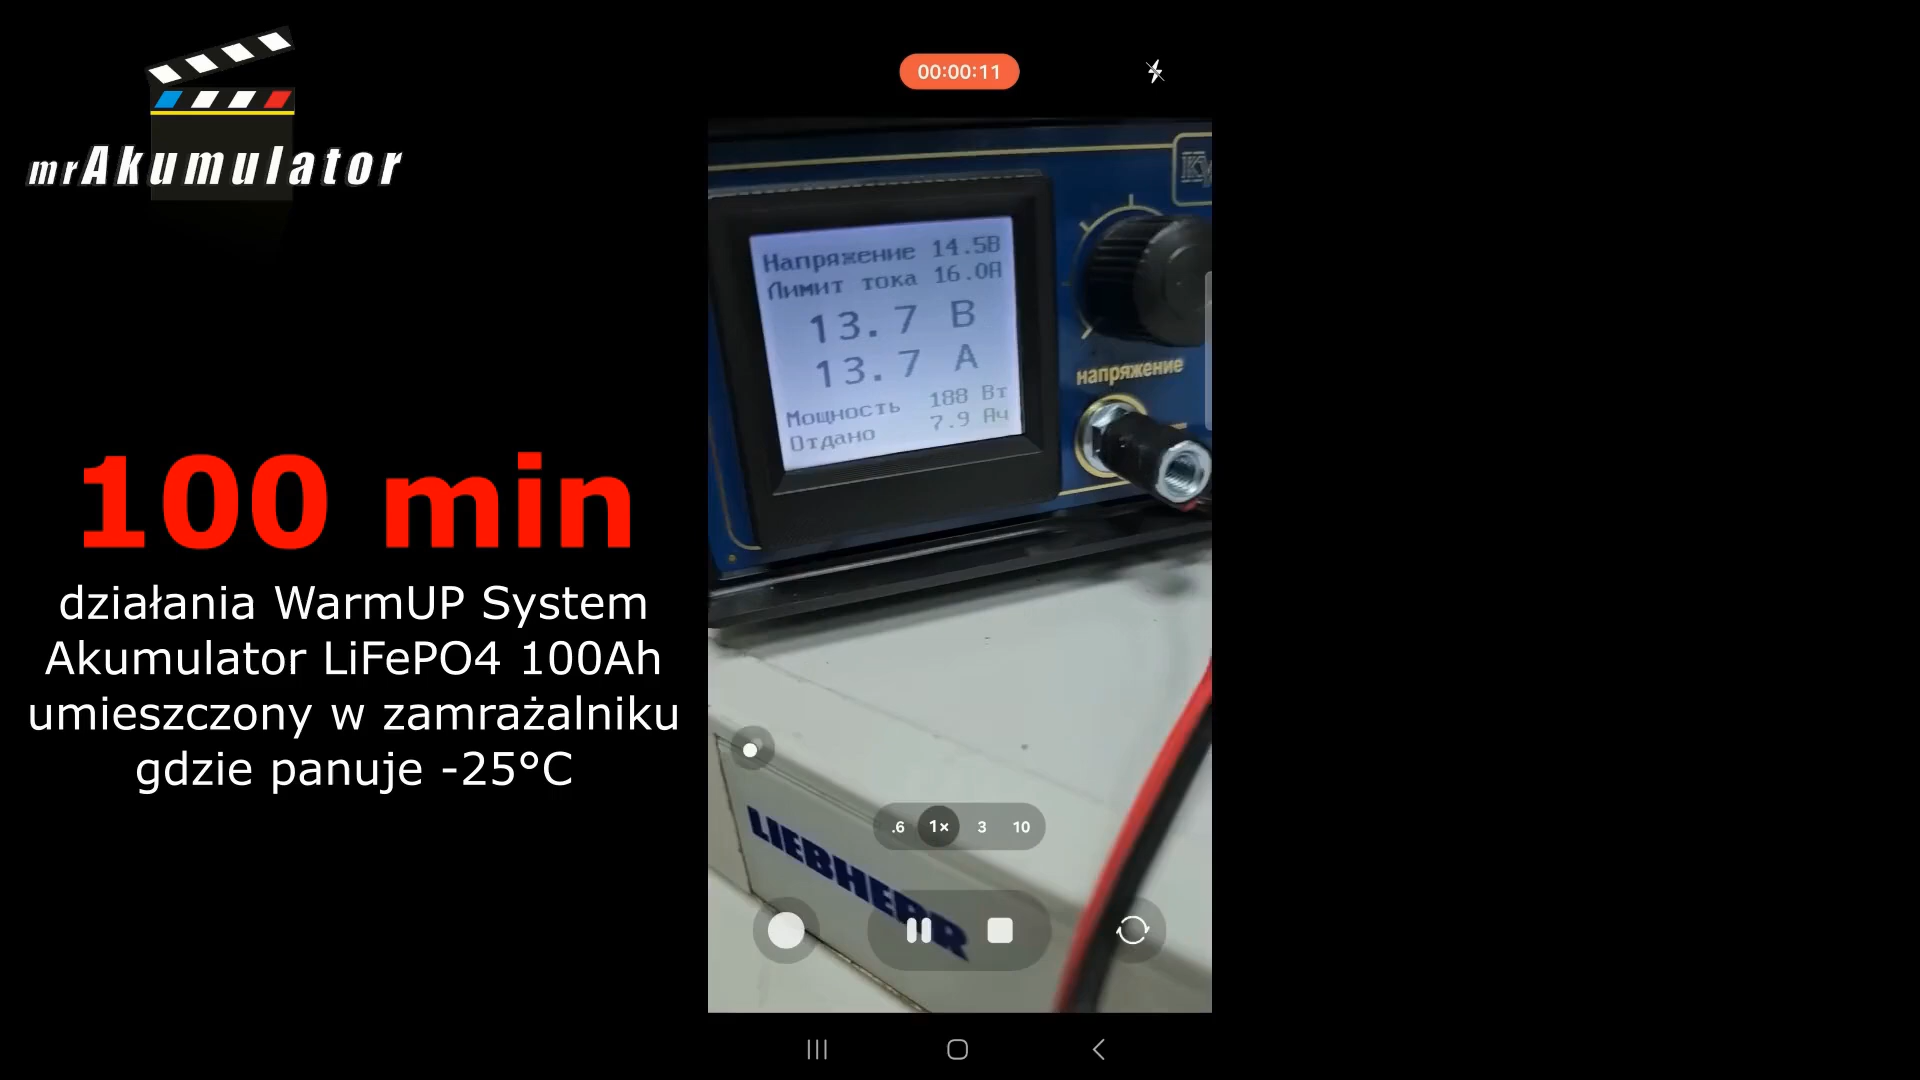 mrAkumulator
100 min
działania WarmUP System
Akumulator LiFePO4 100Ah
umieszczony w zamrażalniku
gdzie panuje -25°C
00:00:11
Напряжение 14.5В
Лимит тока 16.0А
13.7 В
13.7 А
Мощность 188 Вт
Отдано 7.9 Ач
напряжение
.6 1× 3 10
LIEBHERR